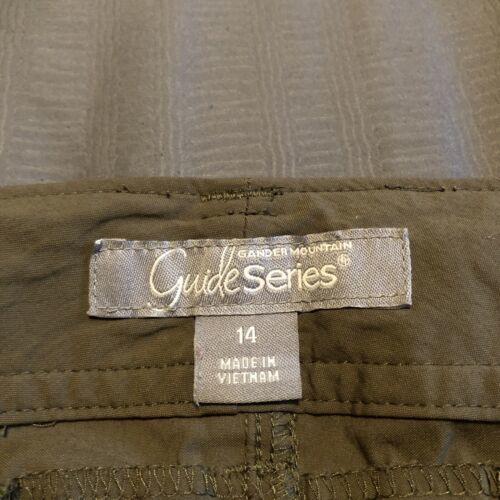 GANDER MOUNTAIN
GuideSeries
14
MADE IN
VIETNAM